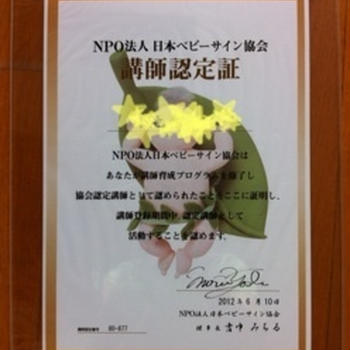 NPO法人 日本ベビーサイン協会
講師認定証
NPO法人日本ベビーサイン協会は
あなたが講師育成プログラムを修了し
協会認定講師として認められたことをここに証明し、
講師登録期間中、認定講師として
活動することを認めます。
2012年6月10日
NPO法人日本ベビーサイン協会
理事長 吉中 みちる